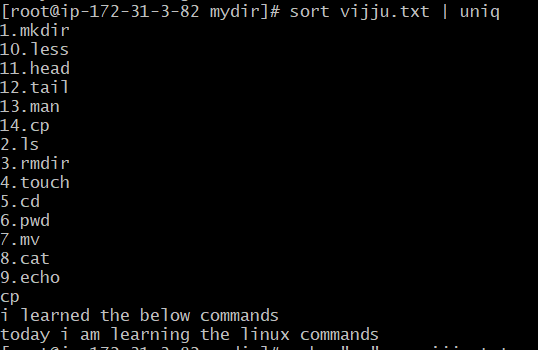 [root@ip-172-31-3-82 mydir]# sort vijju.txt | uniq
1.mkdir
10.less
11.head
12.tail
13.man
14.cp
2.ls
3.rmdir
4.touch
5.cd
6.pwd
7.mv
8.cat
9.echo
cp
i learned the below commands
today i am learning the linux commands